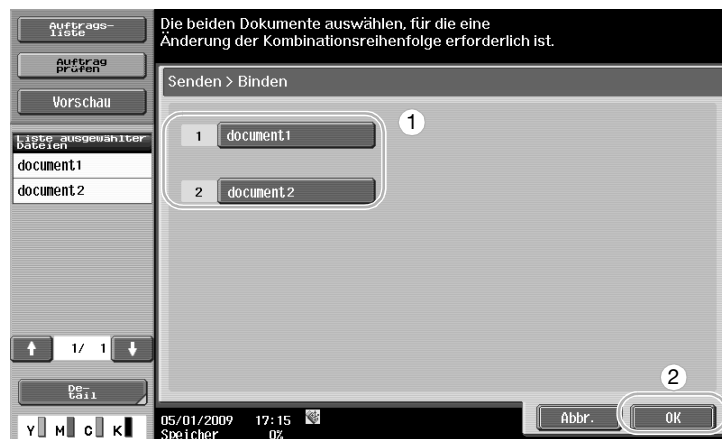 Auftrags-
liste
Auftrag
prüfen
Vorschau
Liste ausgewählter
Dateien
document1
document2
1/ 1
De-
tail
Y M C K
Die beiden Dokumente auswählen, für die eine
Änderung der Kombinationsreihenfolge erforderlich ist.
Senden > Binden
1 document1
1
2 document2
2
Abbr. OK
05/01/2009 17:15
Speicher 0%